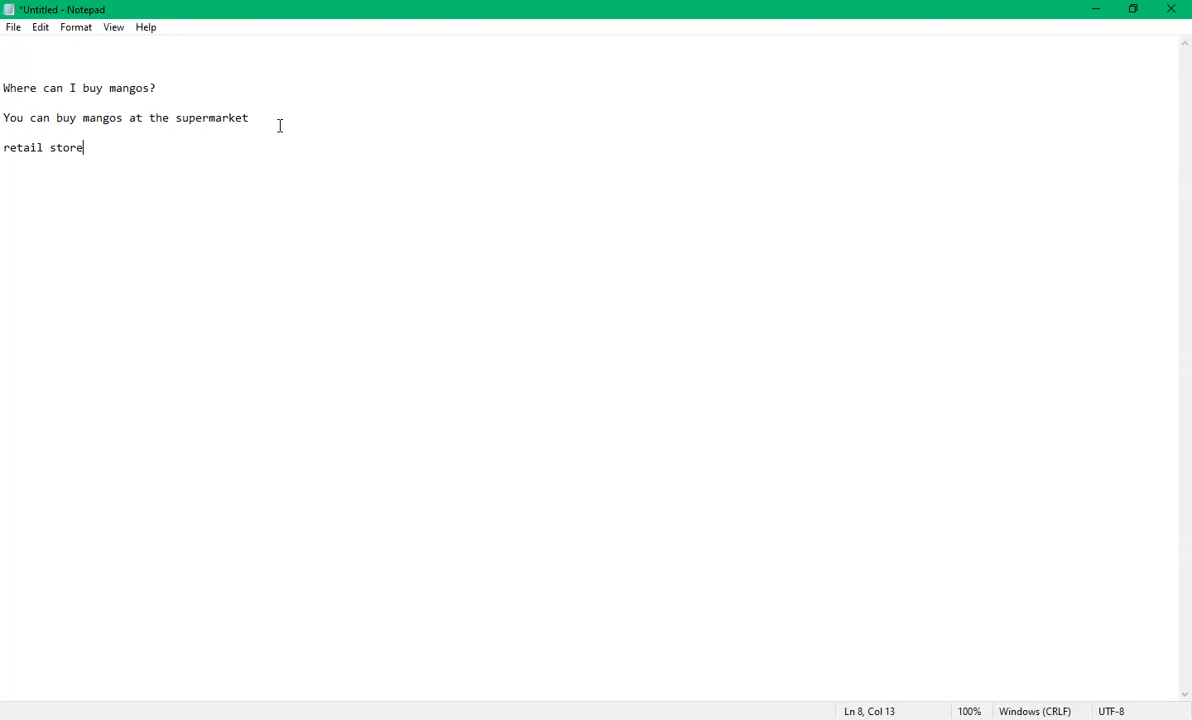 *Untitled - Notepad
File Edit Format View Help
Where can I buy mangos?
You can buy mangos at the supermarket
retail store
Ln 8, Col 13 100% Windows (CRLF) UTF-8